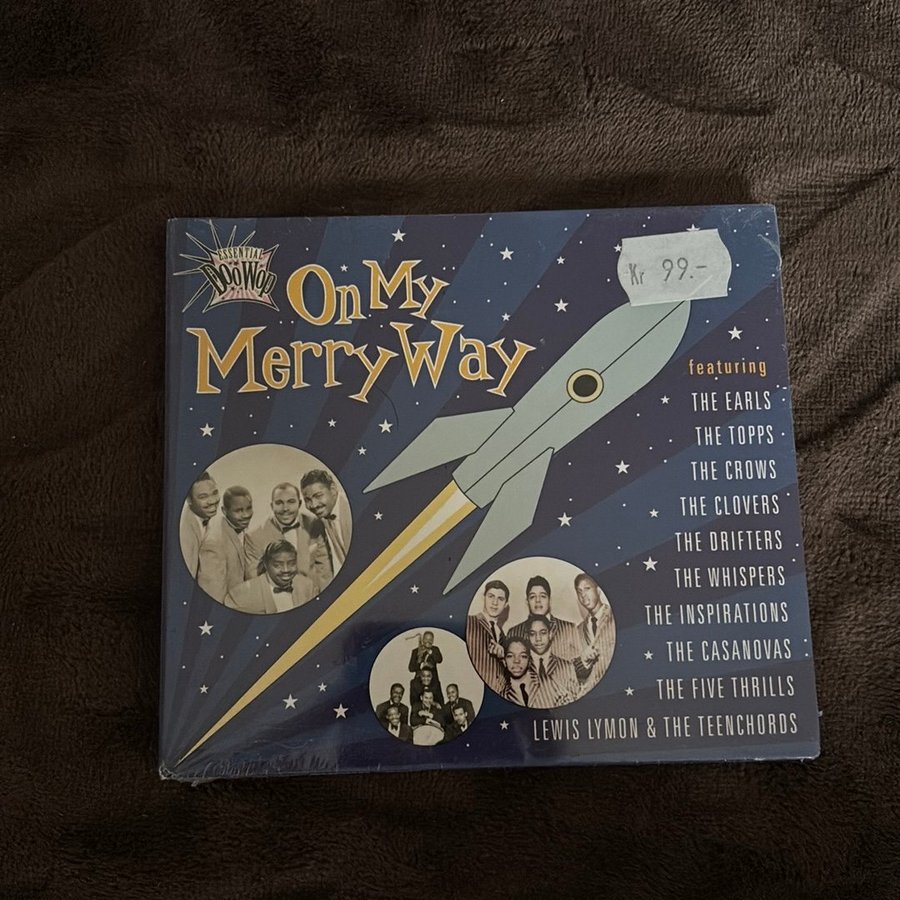 ESSENTIAL
Doo Wop
On My
Merry Way
Kr 99.-
featuring
THE EARLS
THE TOPPS
THE CROWS
THE CLOVERS
THE DRIFTERS
THE WHISPERS
THE INSPIRATIONS
THE CASANOVAS
THE FIVE THRILLS
LEWIS LYMON & THE TEENCHORDS